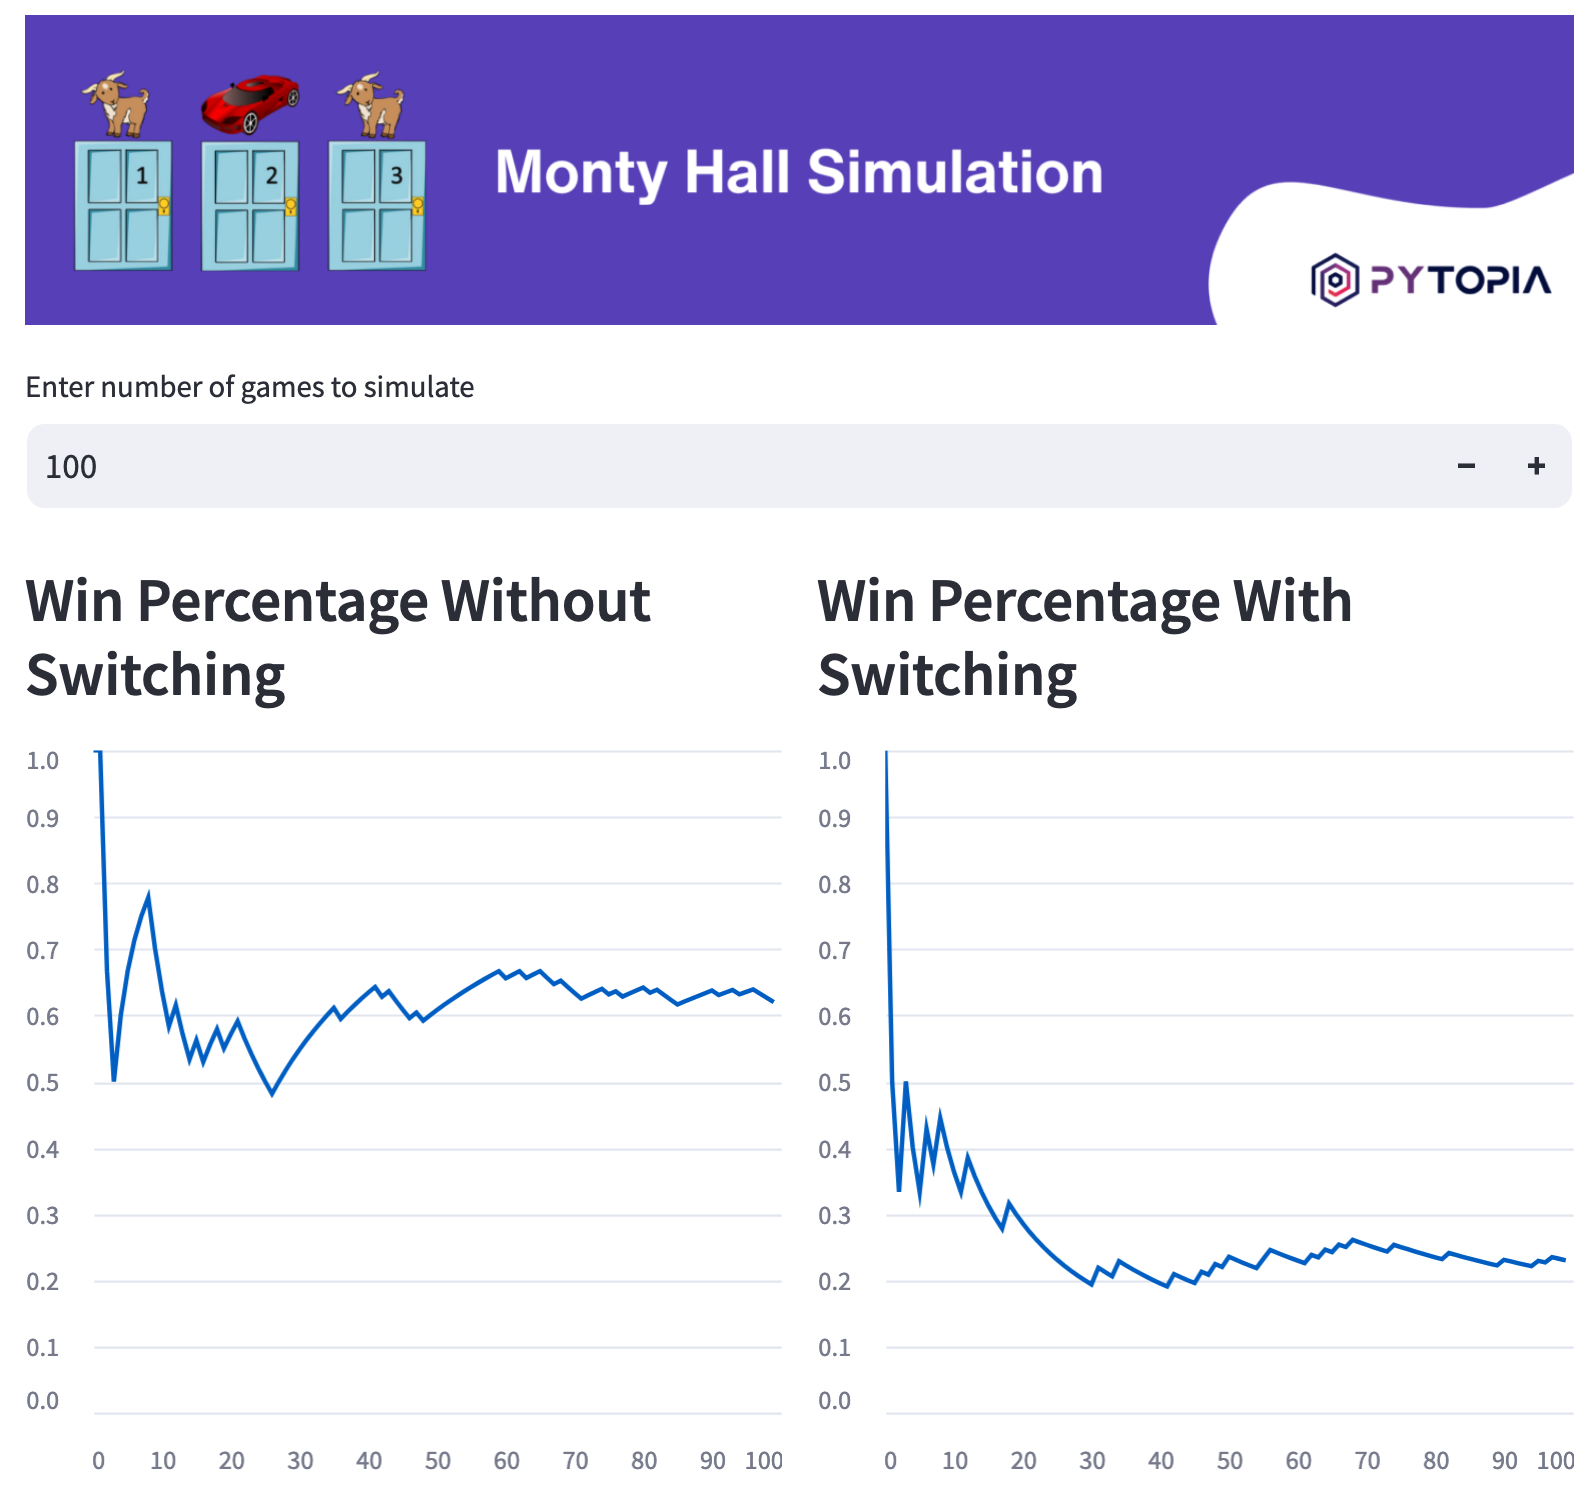 1 2 3
Monty Hall Simulation
PYTOPIA
Enter number of games to simulate
100 − +
Win Percentage Without
Switching
1.0
0.9
0.8
0.7
0.6
0.5
0.4
0.3
0.2
0.1
0.0
0 10 20 30 40 50 60 70 80 90 100
Win Percentage With
Switching
1.0
0.9
0.8
0.7
0.6
0.5
0.4
0.3
0.2
0.1
0.0
0 10 20 30 40 50 60 70 80 90 100